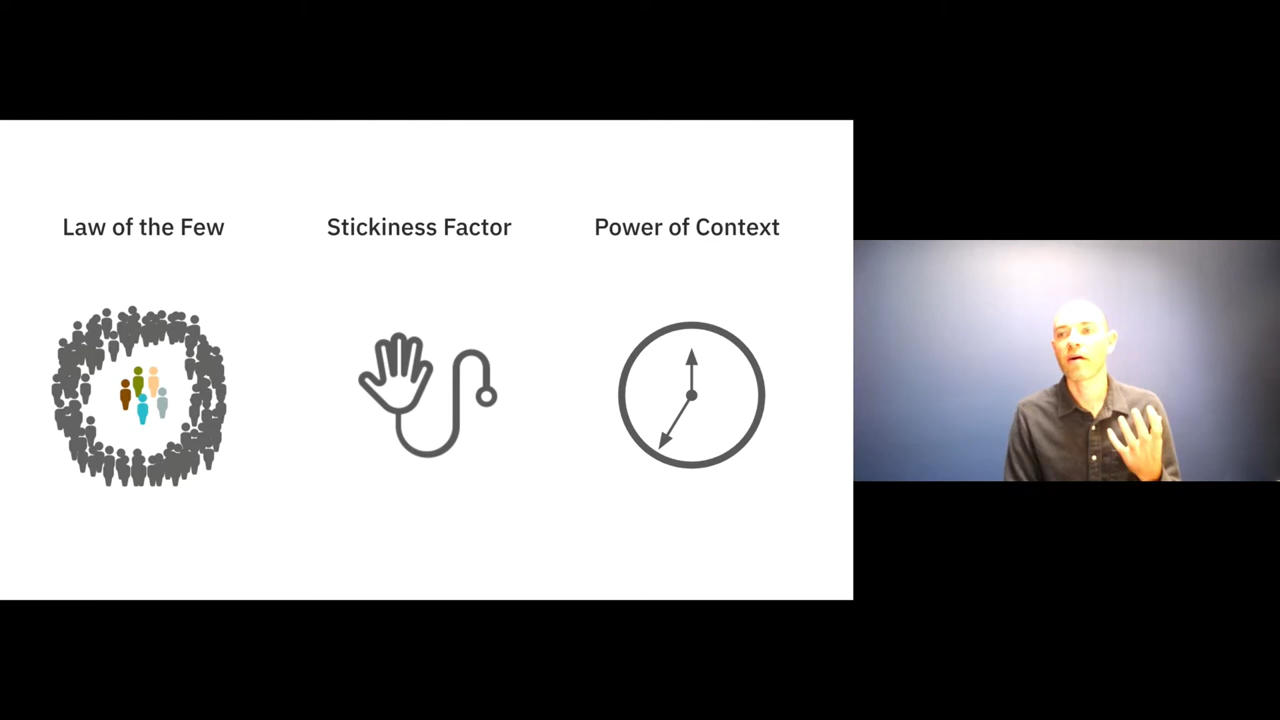 Law of the Few
Stickiness Factor
Power of Context